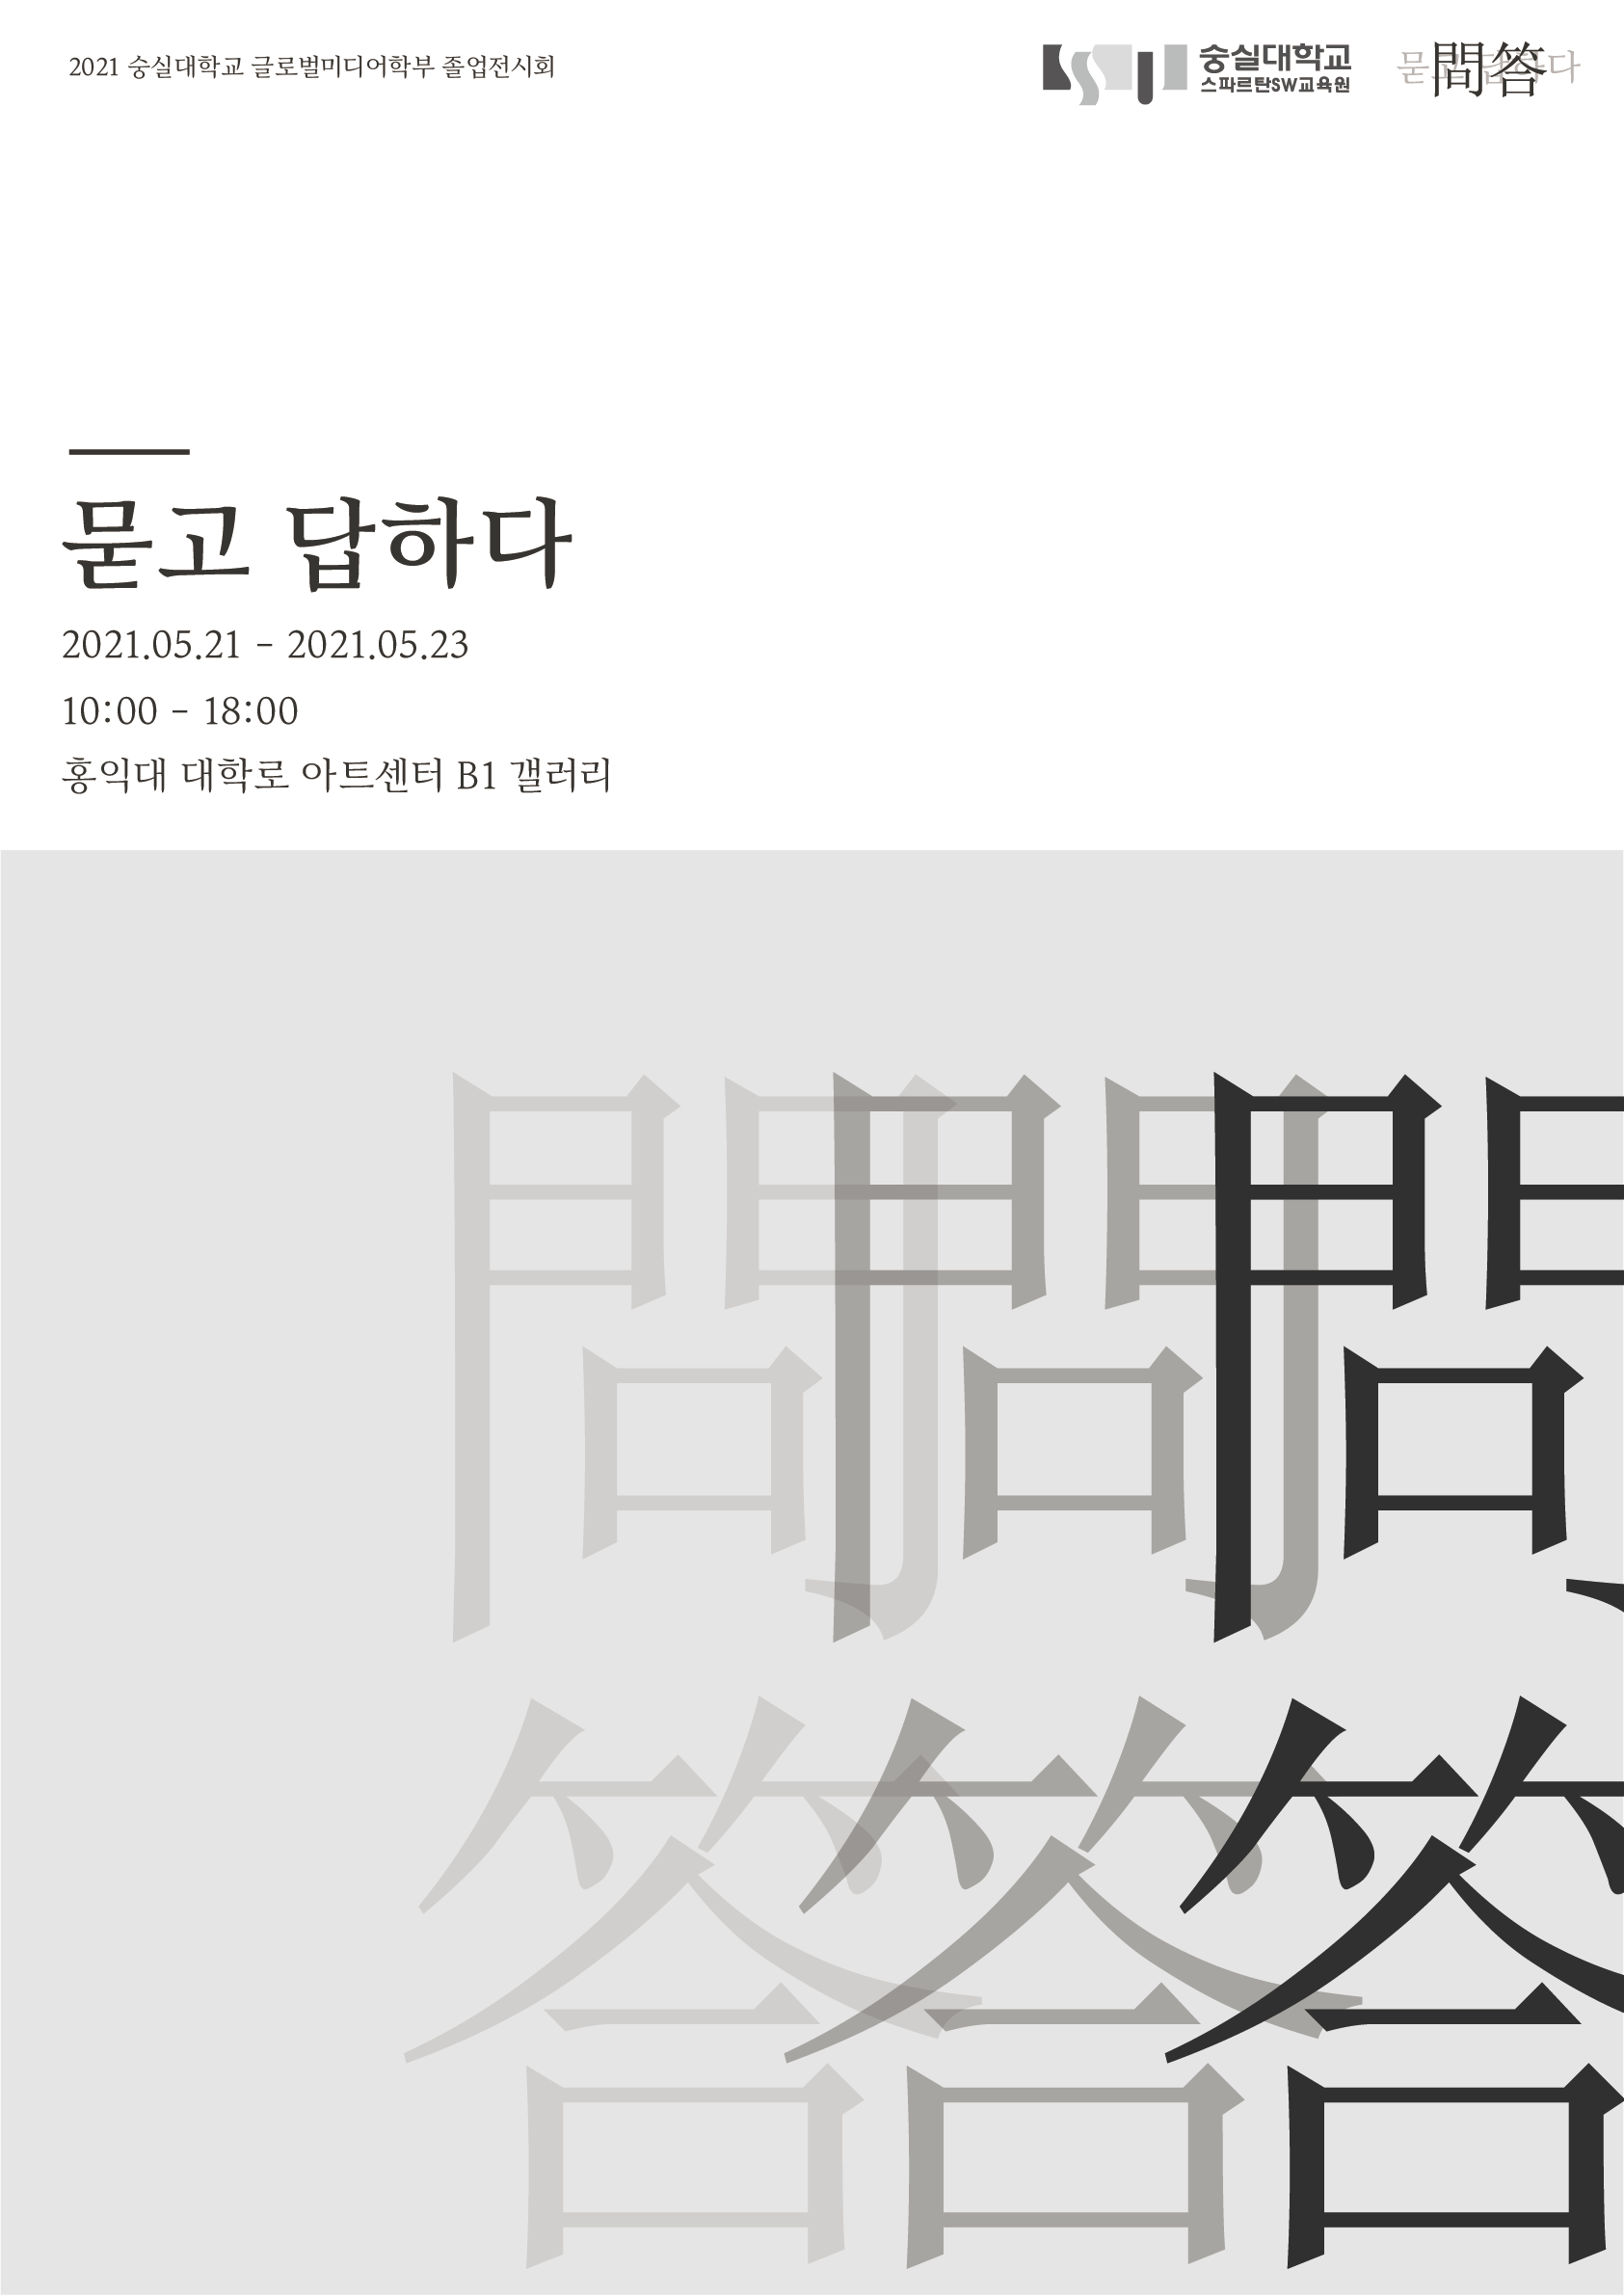 2021 숭실대학교 글로벌미디어학부 졸업전시회
숭실대학교
스파르탄SW교육원
묻고 답하다
問答
묻고 답하다
2021.05.21 - 2021.05.23
10:00 - 18:00
홍익대 대학로 아트센터 B1 갤러리
問問問
答答答